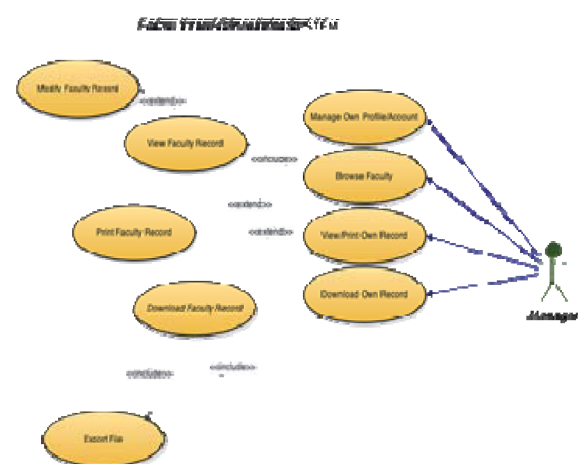 Modify Faculty Record
<<extend>>
Manage Own Profile/Account
View Faculty Record
<<include>>
Browse Faculty
<<extend>>
Print Faculty Record
<<extend>>
View/Print Own Record
Download Faculty Record
Download Own Record
Manager
<<include>>
<<include>>
Export File